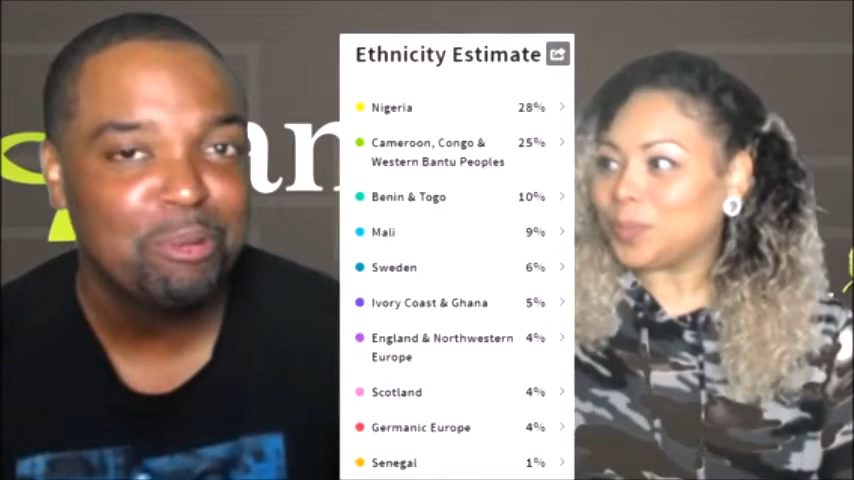 an
Ethnicity Estimate
Nigeria 28%
Cameroon, Congo & 25%
Western Bantu Peoples
Benin & Togo 10%
Mali 9%
Sweden 6%
Ivory Coast & Ghana 5%
England & Northwestern 4%
Europe
Scotland 4%
Germanic Europe 4%
Senegal 1%